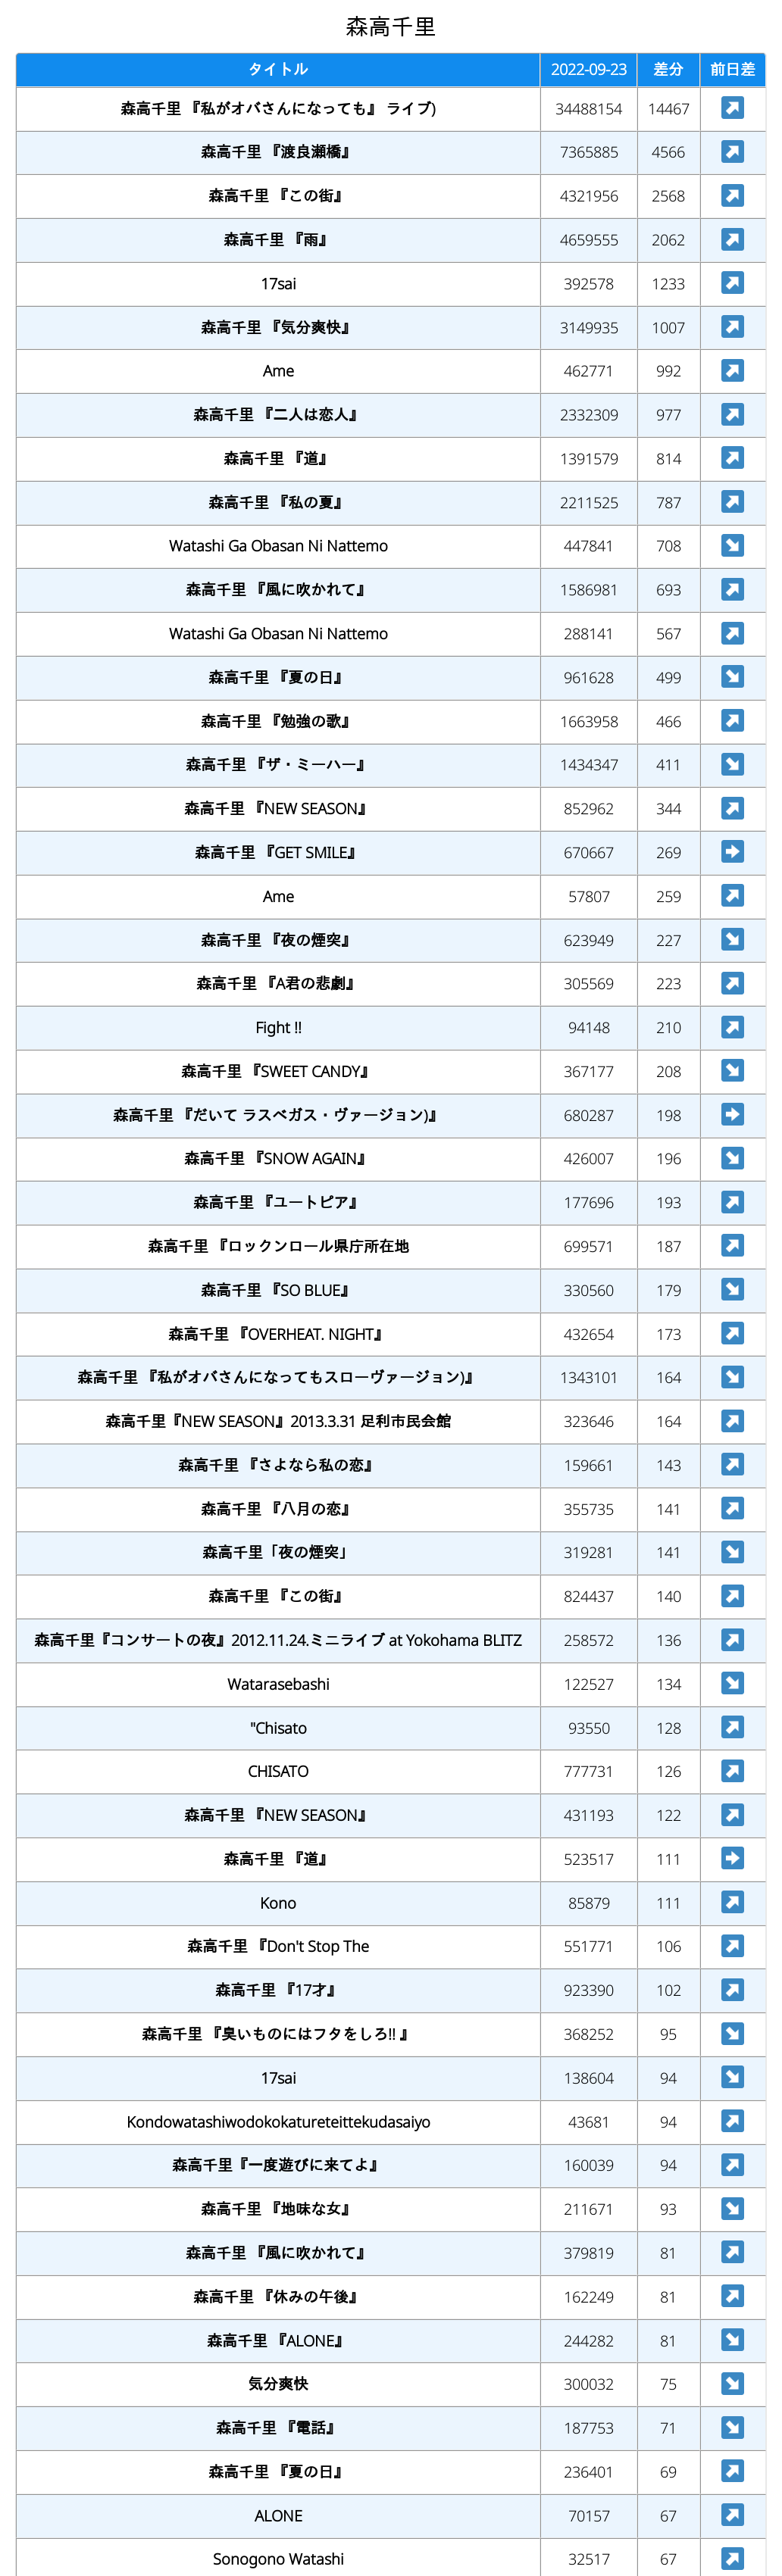 森高千里
タイトル 2022-09-23 差分 前日差
森高千里 『私がオバさんになっても』 ライブ) 34488154 14467
森高千里 『渡良瀬橋』 7365885 4566
森高千里 『この街』 4321956 2568
森高千里 『雨』 4659555 2062
17sai 392578 1233
森高千里 『気分爽快』 3149935 1007
Ame 462771 992
森高千里 『二人は恋人』 2332309 977
森高千里 『道』 1391579 814
森高千里 『私の夏』 2211525 787
Watashi Ga Obasan Ni Nattemo 447841 708
森高千里 『風に吹かれて』 1586981 693
Watashi Ga Obasan Ni Nattemo 288141 567
森高千里 『夏の日』 961628 499
森高千里 『勉強の歌』 1663958 466
森高千里 『ザ・ミーハー』 1434347 411
森高千里 『NEW SEASON』 852962 344
森高千里 『GET SMILE』 670667 269
Ame 57807 259
森高千里 『夜の煙突』 623949 227
森高千里 『A君の悲劇』 305569 223
Fight !! 94148 210
森高千里 『SWEET CANDY』 367177 208
森高千里 『だいて ラスベガス・ヴァージョン)』 680287 198
森高千里 『SNOW AGAIN』 426007 196
森高千里 『ユートピア』 177696 193
森高千里 『ロックンロール県庁所在地 699571 187
森高千里 『SO BLUE』 330560 179
森高千里 『OVERHEAT. NIGHT』 432654 173
森高千里 『私がオバさんになってもスローヴァージョン)』 1343101 164
森高千里『NEW SEASON』2013.3.31 足利市民会館 323646 164
森高千里 『さよなら私の恋』 159661 143
森高千里 『八月の恋』 355735 141
森高千里「夜の煙突」 319281 141
森高千里 『この街』 824437 140
森高千里『コンサートの夜』2012.11.24.ミニライブ at Yokohama BLITZ 258572 136
Watarasebashi 122527 134
"Chisato 93550 128
CHISATO 777731 126
森高千里 『NEW SEASON』 431193 122
森高千里 『道』 523517 111
Kono 85879 111
森高千里 『Don't Stop The 551771 106
森高千里 『17才』 923390 102
森高千里 『臭いものにはフタをしろ!! 』 368252 95
17sai 138604 94
Kondowatashiwodokokatureteittekudasaiyo 43681 94
森高千里『一度遊びに来てよ』 160039 94
森高千里 『地味な女』 211671 93
森高千里 『風に吹かれて』 379819 81
森高千里 『休みの午後』 162249 81
森高千里 『ALONE』 244282 81
気分爽快 300032 75
森高千里 『電話』 187753 71
森高千里 『夏の日』 236401 69
ALONE 70157 67
Sonogono Watashi 32517 67